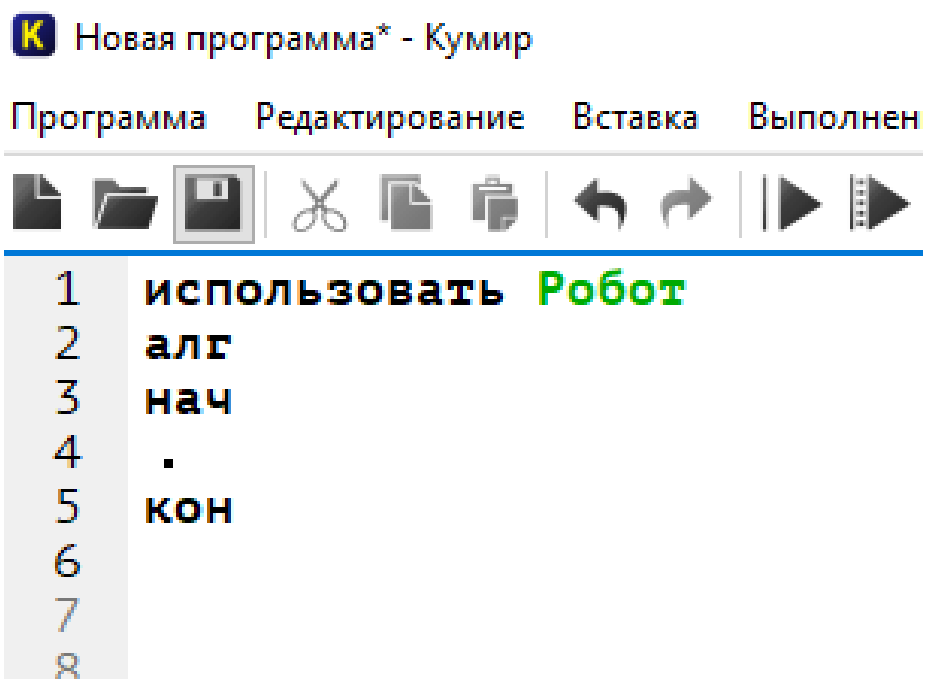 K Новая программа* - Кумир
Программа Редактирование Вставка Выполнен
1 использовать Робот
2 алг
3 нач
4 .
5 кон
6
7
8